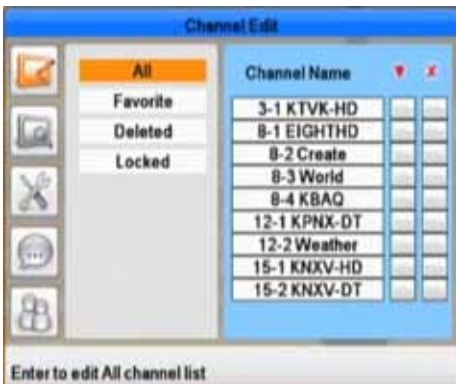 Channel Edit
All
Favorite
Deleted
Locked
Channel Name
3-1 KTVK-HD
8-1 EIGHTHD
8-2 Create
8-3 World
8-4 KBAQ
12-1 KPNX-DT
12-2 Weather
15-1 KNXV-HD
15-2 KNXV-DT
Enter to edit All channel list